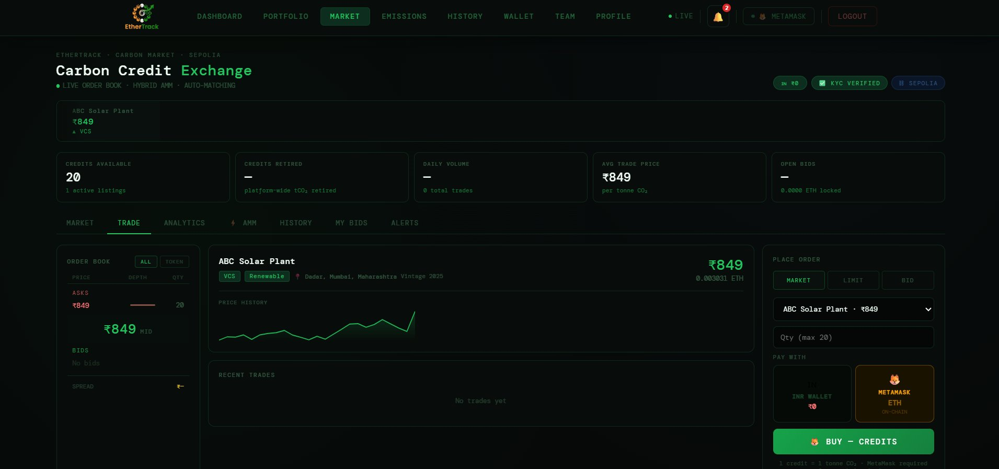 EtherTrack
DASHBOARD PORTFOLIO MARKET EMISSIONS HISTORY WALLET TEAM PROFILE LIVE 2 METAMASK LOGOUT
ETHERTRACK · CARBON MARKET · SEPOLIA
Carbon Credit Exchange
LIVE ORDER BOOK · HYBRID AMM · AUTO-MATCHING
IN ₹0 KYC VERIFIED SEPOLIA
ABC Solar Plant
₹849
▲ VCS
CREDITS AVAILABLE
20
1 active listings
CREDITS RETIRED
—
platform-wide tCO₂ retired
DAILY VOLUME
—
0 total trades
AVG TRADE PRICE
₹849
per tonne CO₂
OPEN BIDS
—
0.0000 ETH locked
MARKET TRADE ANALYTICS AMM HISTORY MY BIDS ALERTS
ORDER BOOK ALL TOKEN
PRICE DEPTH QTY
ASKS
₹849 20
₹849 MID
BIDS
No bids
SPREAD ₹—
ABC Solar Plant
VCS Renewable Dadar, Mumbai, Maharashtra Vintage 2025
₹849
0.003031 ETH
PRICE HISTORY
RECENT TRADES
No trades yet
PLACE ORDER
MARKET LIMIT BID
ABC Solar Plant · ₹849
Qty (max 20)
PAY WITH
IN
INR WALLET
₹0
METAMASK
ETH
ON-CHAIN
BUY — CREDITS
1 credit = 1 tonne CO₂ · MetaMask required